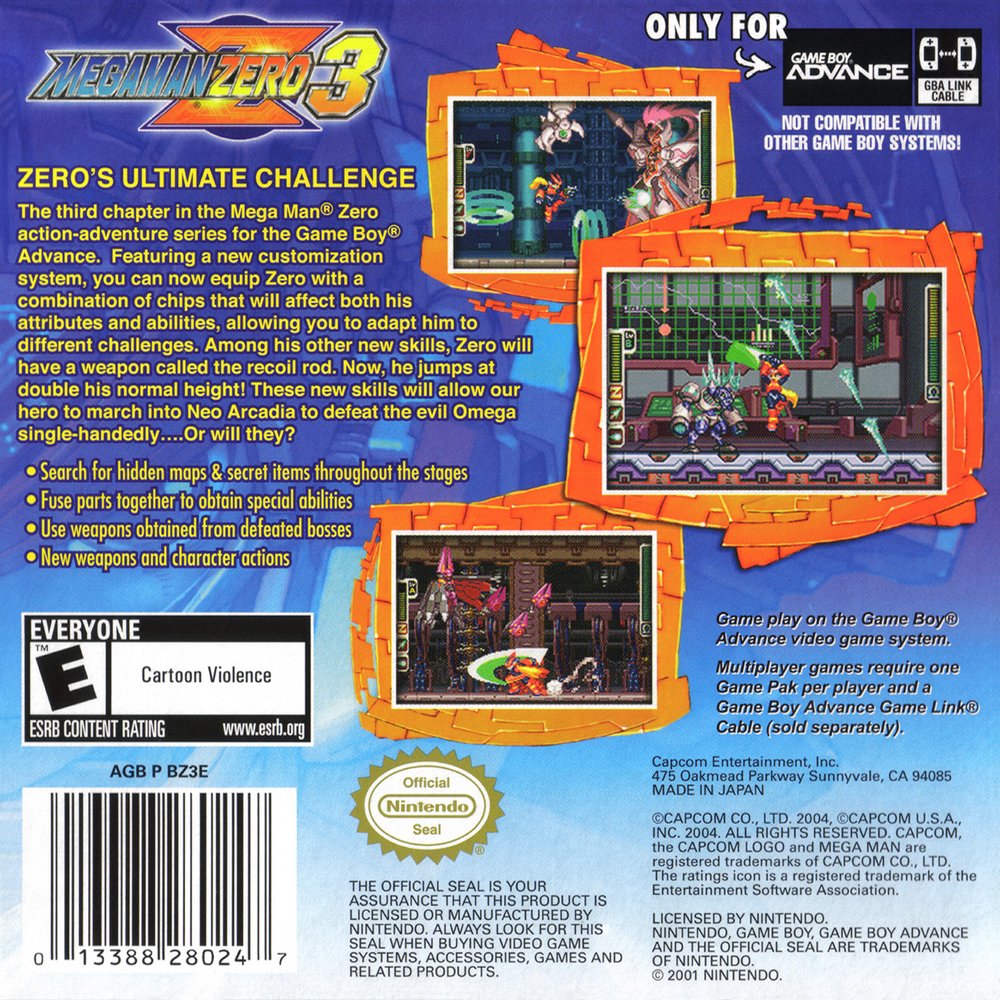 MEGAMAN ZERO 3
ONLY FOR
GAME BOY
ADVANCE
GBA LINK
CABLE
NOT COMPATIBLE WITH
OTHER GAME BOY SYSTEMS!
ZERO'S ULTIMATE CHALLENGE
The third chapter in the Mega Man® Zero
action-adventure series for the Game Boy®
Advance. Featuring a new customization
system, you can now equip Zero with a
combination of chips that will affect both his
attributes and abilities, allowing you to adapt him to
different challenges. Among his other new skills, Zero will
have a weapon called the recoil rod. Now, he jumps at
double his normal height! These new skills will allow our
hero to march into Neo Arcadia to defeat the evil Omega
single-handedly....Or will they?
• Search for hidden maps & secret items throughout the stages
• Fuse parts together to obtain special abilities
• Use weapons obtained from defeated bosses
• New weapons and character actions
EVERYONE
E™
Cartoon Violence
ESRB CONTENT RATING www.esrb.org
AGB P BZ3E
0 13388 28024 7
Official
Nintendo
Seal
®
THE OFFICIAL SEAL IS YOUR
ASSURANCE THAT THIS PRODUCT IS
LICENSED OR MANUFACTURED BY
NINTENDO. ALWAYS LOOK FOR THIS
SEAL WHEN BUYING VIDEO GAME
SYSTEMS, ACCESSORIES, GAMES AND
RELATED PRODUCTS.
Game play on the Game Boy®
Advance video game system.
Multiplayer games require one
Game Pak per player and a
Game Boy Advance Game Link®
Cable (sold separately).
Capcom Entertainment, Inc.
475 Oakmead Parkway Sunnyvale, CA 94085
MADE IN JAPAN
©CAPCOM CO., LTD. 2004, ©CAPCOM U.S.A.,
INC. 2004. ALL RIGHTS RESERVED. CAPCOM,
the CAPCOM LOGO and MEGA MAN are
registered trademarks of CAPCOM CO., LTD.
The ratings icon is a registered trademark of the
Entertainment Software Association.
LICENSED BY NINTENDO.
NINTENDO, GAME BOY, GAME BOY ADVANCE
AND THE OFFICIAL SEAL ARE TRADEMARKS
OF NINTENDO.
© 2001 NINTENDO.